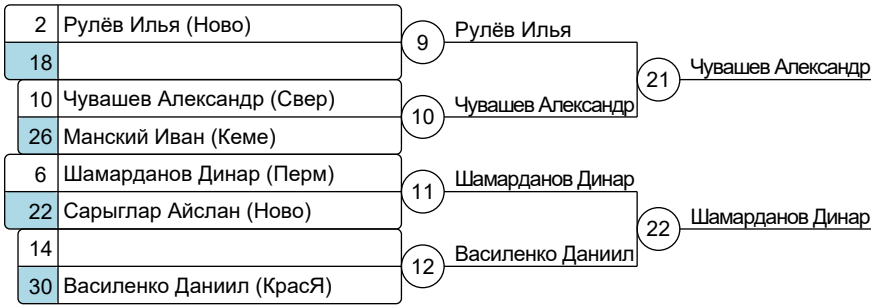 2 Рулёв Илья (Ново)
9 Рулёв Илья
18
21 Чувашев Александр
10 Чувашев Александр (Свер)
10 Чувашев Александр
26 Манский Иван (Кеме)
6 Шамарданов Динар (Перм)
11 Шамарданов Динар
22 Сарыглар Айслан (Ново)
22 Шамарданов Динар
14
12 Василенко Даниил
30 Василенко Даниил (КрасЯ)